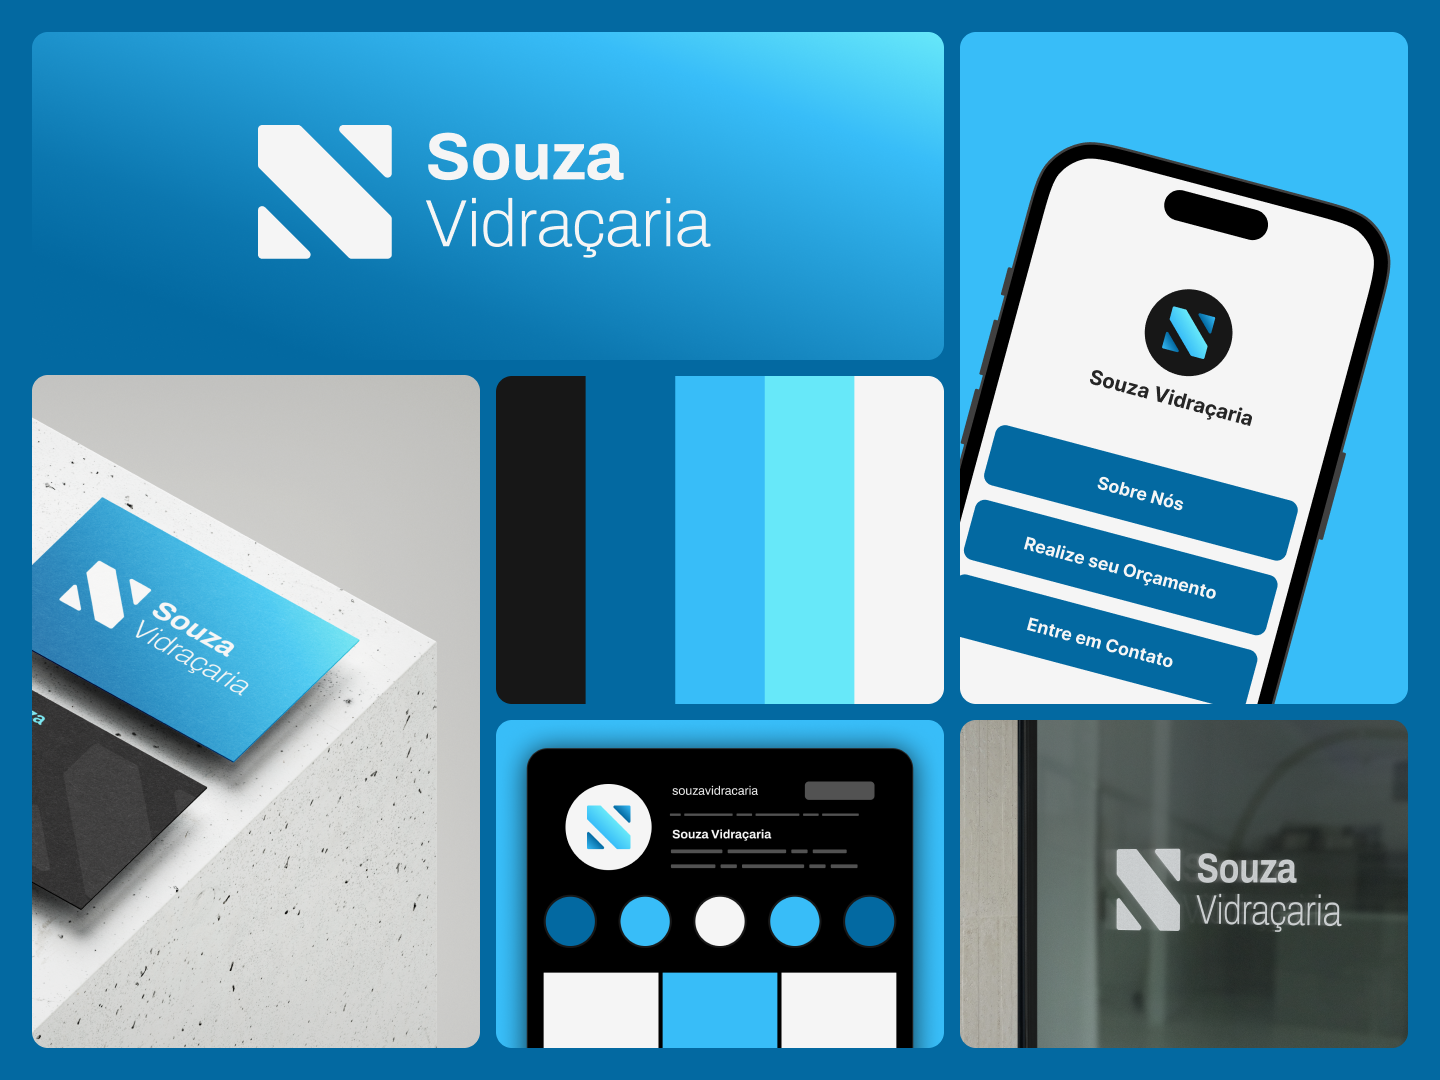 Souza
Vidraçaria
Souza Vidraçaria
Sobre Nós
Realize seu Orçamento
Entre em Contato
Souza
Vidraçaria
za
souzavidracaria
Souza Vidraçaria
Souza
Vidraçaria